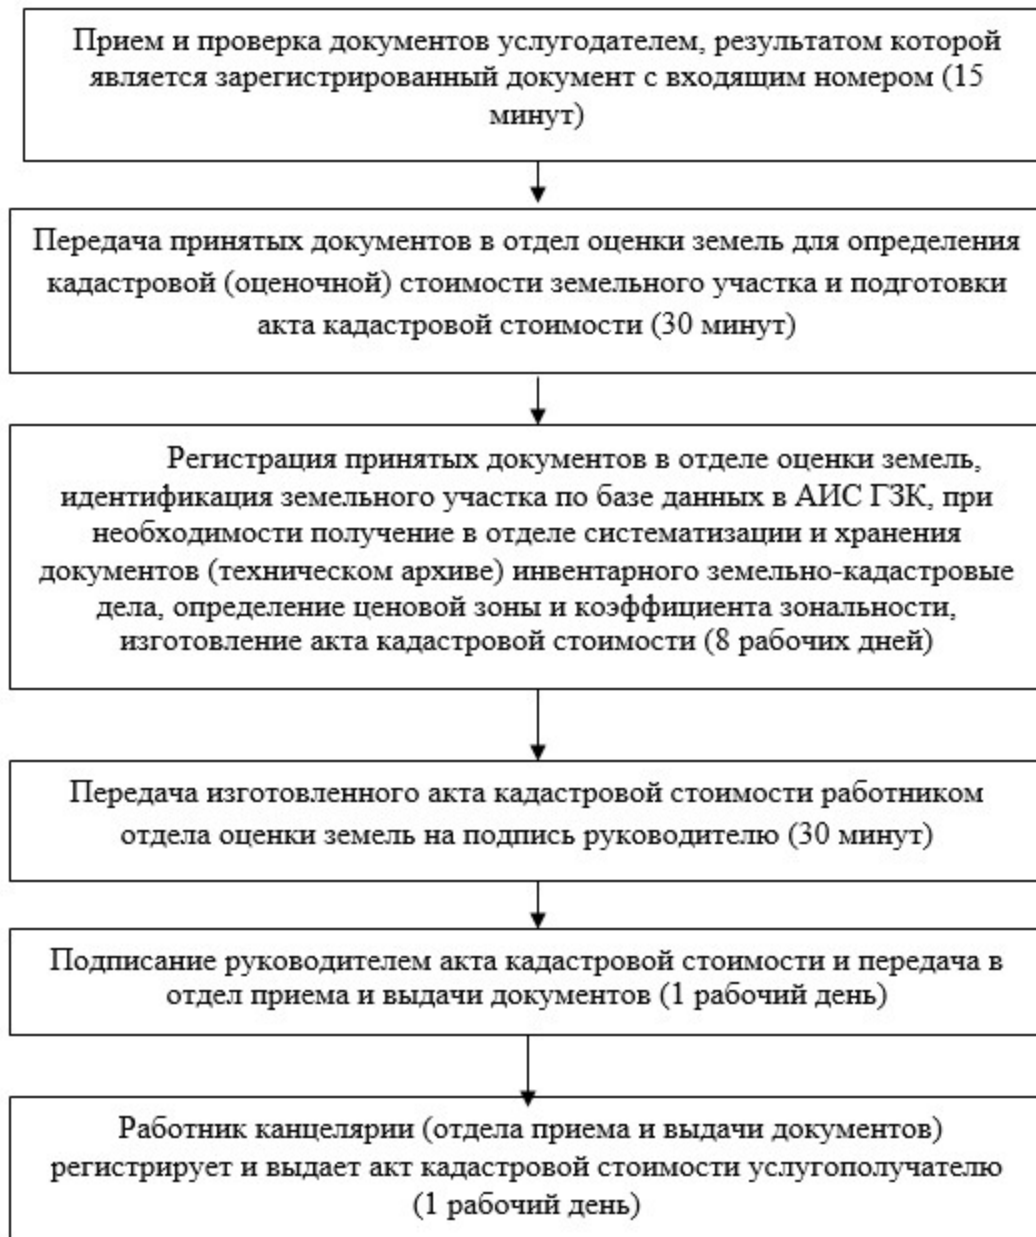 Прием и проверка документов услугодателем, результатом которой
является зарегистрированный документ с входящим номером (15
минут)
Передача принятых документов в отдел оценки земель для определения
кадастровой (оценочной) стоимости земельного участка и подготовки
акта кадастровой стоимости (30 минут)
Регистрация принятых документов в отделе оценки земель,
идентификация земельного участка по базе данных в АИС ГЗК, при
необходимости получение в отделе систематизации и хранения
документов (техническом архиве) инвентарного земельно-кадастровые
дела, определение ценовой зоны и коэффициента зональности,
изготовление акта кадастровой стоимости (8 рабочих дней)
Передача изготовленного акта кадастровой стоимости работником
отдела оценки земель на подпись руководителю (30 минут)
Подписание руководителем акта кадастровой стоимости и передача в
отдел приема и выдачи документов (1 рабочий день)
Работник канцелярии (отдела приема и выдачи документов)
регистрирует и выдает акт кадастровой стоимости услугополучателю
(1 рабочий день)